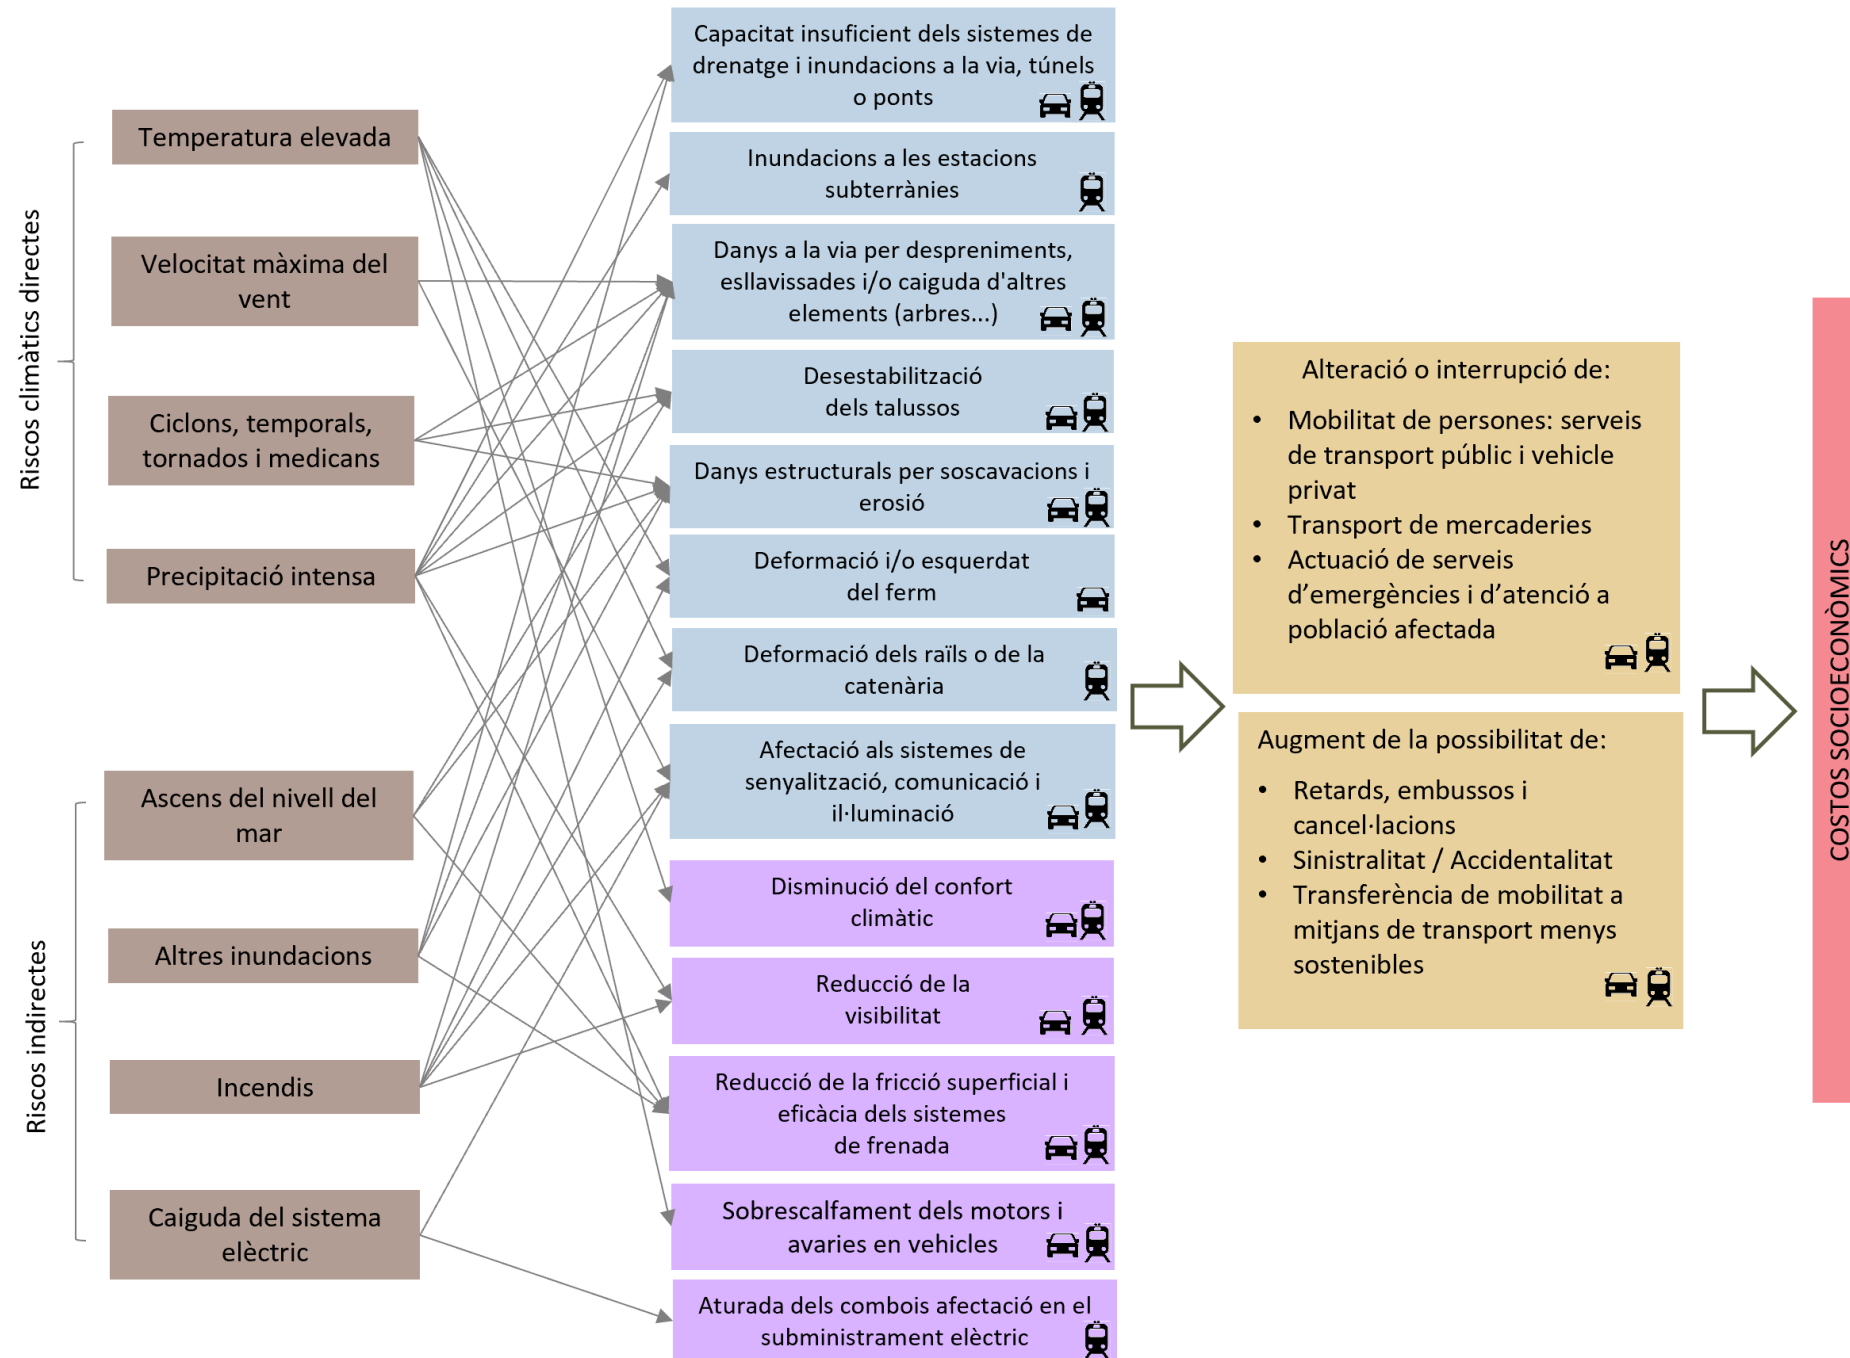 Riscos climàtics directes
Temperatura elevada
Velocitat màxima del
vent
Ciclons, temporals,
tornados i medicans
Precipitació intensa
Riscos indirectes
Ascens del nivell del
mar
Altres inundacions
Incendis
Caiguda del sistema
elèctric
Capacitat insuficient dels sistemes de
drenatge i inundacions a la via, túnels
o ponts
Inundacions a les estacions
subterrànies
Danys a la via per despreniments,
esllavissades i/o caiguda d'altres
elements (arbres...)
Desestabilització
dels talussos
Danys estructurals per soscavacions i
erosió
Deformació i/o esquerdat
del ferm
Deformació dels raïls o de la
catenària
Afectació als sistemes de
senyalització, comunicació i
il·luminació
Disminució del confort
climàtic
Reducció de la
visibilitat
Reducció de la fricció superficial i
eficàcia dels sistemes
de frenada
Sobrescalfament dels motors i
avaries en vehicles
Aturada dels combois afectació en el
subministrament elèctric
Alteració o interrupció de:
• Mobilitat de persones: serveis
de transport públic i vehicle
privat
• Transport de mercaderies
• Actuació de serveis
d’emergències i d’atenció a
població afectada
Augment de la possibilitat de:
• Retards, embussos i
cancel·lacions
• Sinistralitat / Accidentalitat
• Transferència de mobilitat a
mitjans de transport menys
sostenibles
COSTOS SOCIOECONÒMICS